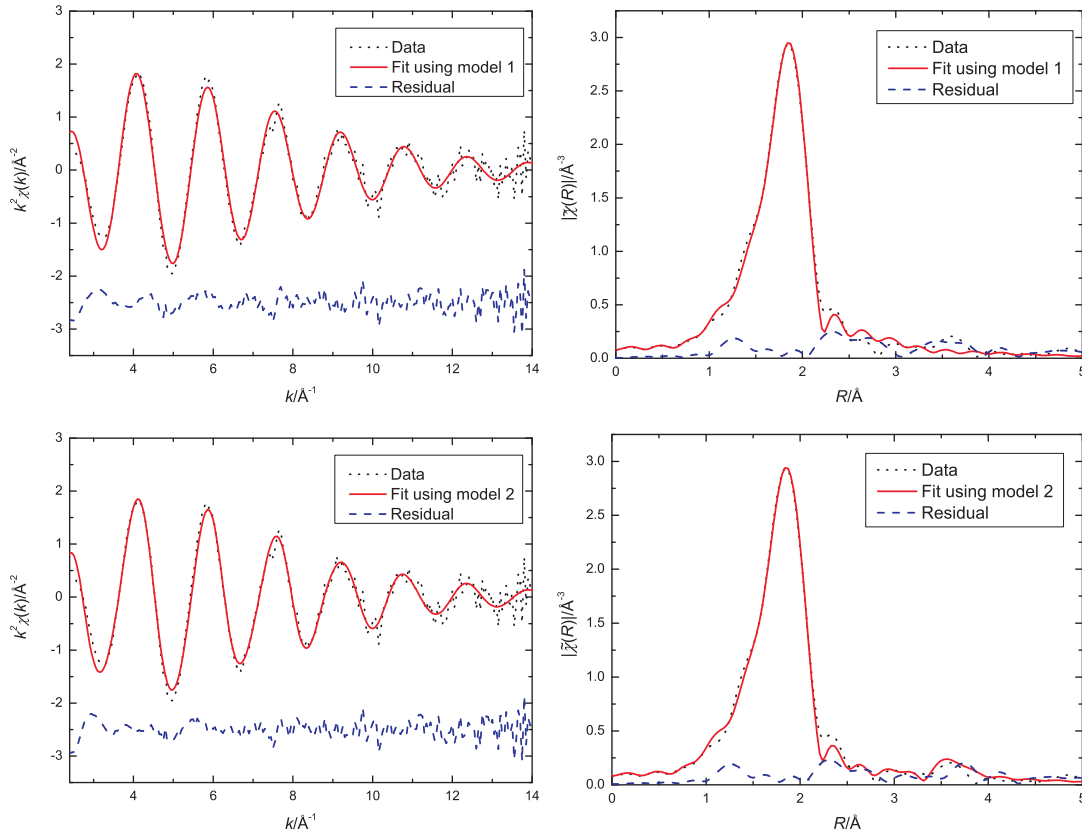 3
2
1
0
-1
-2
-3
4 6 8 10 12 14
k/Å⁻¹
k²χ(k)/Å⁻²
Data
Fit using model 1
Residual
3.0
2.5
2.0
1.5
1.0
0.5
0.0
0 1 2 3 4 5
R/Å
|χ̃(R)|/Å⁻³
Data
Fit using model 1
Residual
3
2
1
0
-1
-2
-3
4 6 8 10 12 14
k/Å⁻¹
k²χ(k)/Å⁻²
Data
Fit using model 2
Residual
3.0
2.5
2.0
1.5
1.0
0.5
0.0
0 1 2 3 4 5
R/Å
|χ̃(R)|/Å⁻³
Data
Fit using model 2
Residual